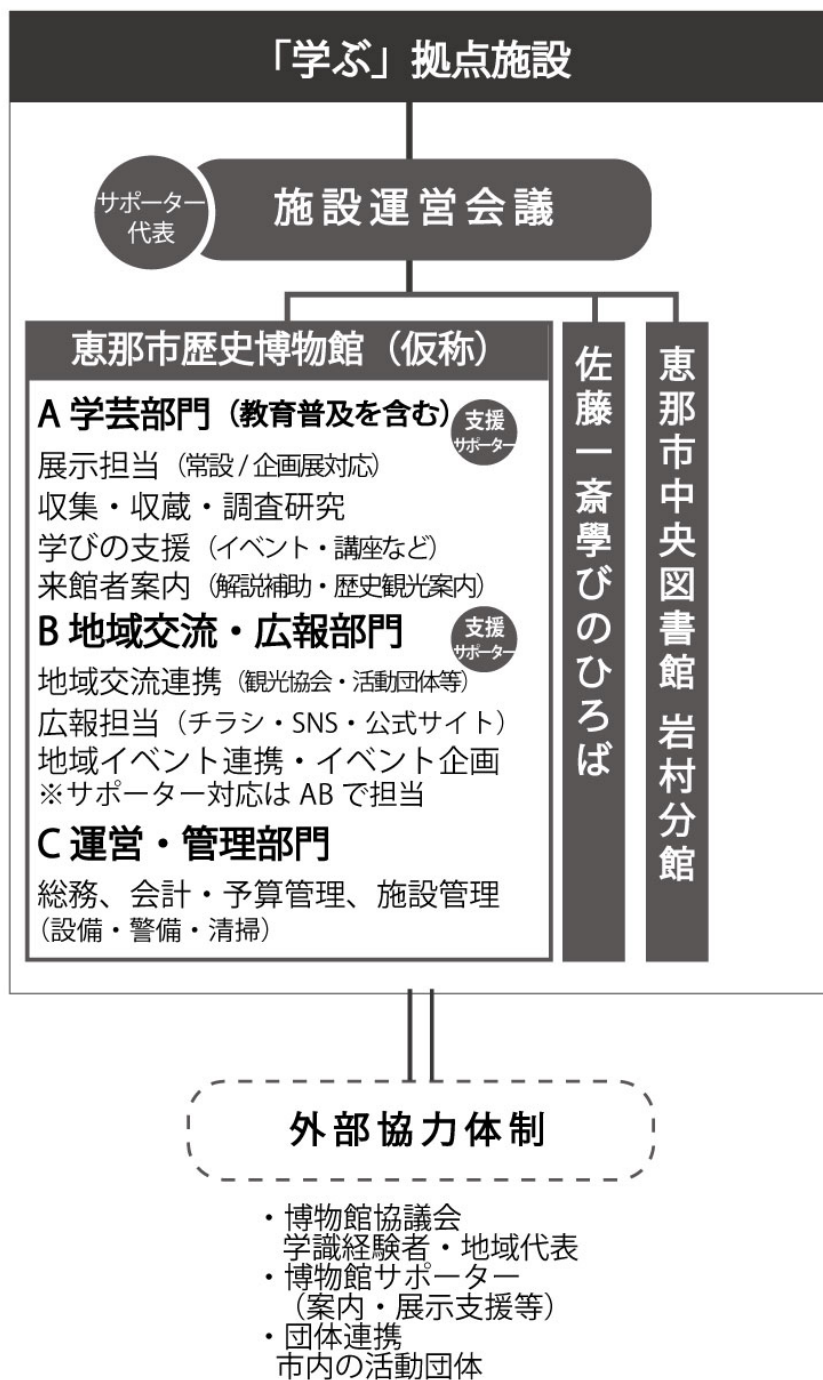 「学ぶ」拠点施設
サポーター
代表
施設運営会議
恵那市歴史博物館（仮称）
A 学芸部門（教育普及を含む）
支援
サポーター
展示担当（常設 / 企画展対応）
収集・収蔵・調査研究
学びの支援（イベント・講座など）
来館者案内（解説補助・歴史観光案内）
B 地域交流・広報部門
支援
サポーター
地域交流連携（観光協会・活動団体等）
広報担当（チラシ・SNS・公式サイト）
地域イベント連携・イベント企画
※サポーター対応は AB で担当
C 運営・管理部門
総務、会計・予算管理、施設管理
（設備・警備・清掃）
佐藤一斎學びのひろば
恵那市中央図書館 岩村分館
外部協力体制
・博物館協議会
学識経験者・地域代表
・博物館サポーター
（案内・展示支援等）
・団体連携
市内の活動団体